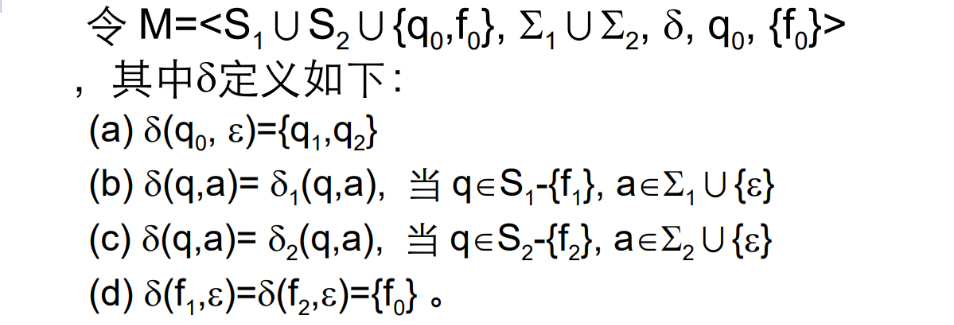 令 M=<S₁∪S₂∪{q₀,f₀}, Σ₁∪Σ₂, δ, q₀, {f₀}>
，其中δ定义如下：
(a) δ(q₀, ε)={q₁,q₂}
(b) δ(q,a)= δ₁(q,a), 当 q∈S₁-{f₁}, a∈Σ₁∪{ε}
(c) δ(q,a)= δ₂(q,a), 当 q∈S₂-{f₂}, a∈Σ₂∪{ε}
(d) δ(f₁,ε)=δ(f₂,ε)={f₀} 。